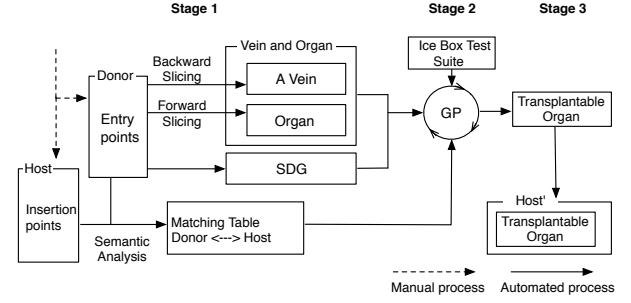 Stage 1
Stage 2
Stage 3
Vein and Organ
Backward
Slicing
A Vein
Ice Box Test
Suite
Donor
Entry
points
Forward
Slicing
Organ
GP
Transplantable
Organ
Host
Insertion
points
SDG
Semantic
Analysis
Matching Table
Donor <---> Host
Host'
Transplantable
Organ
Manual process
Automated process